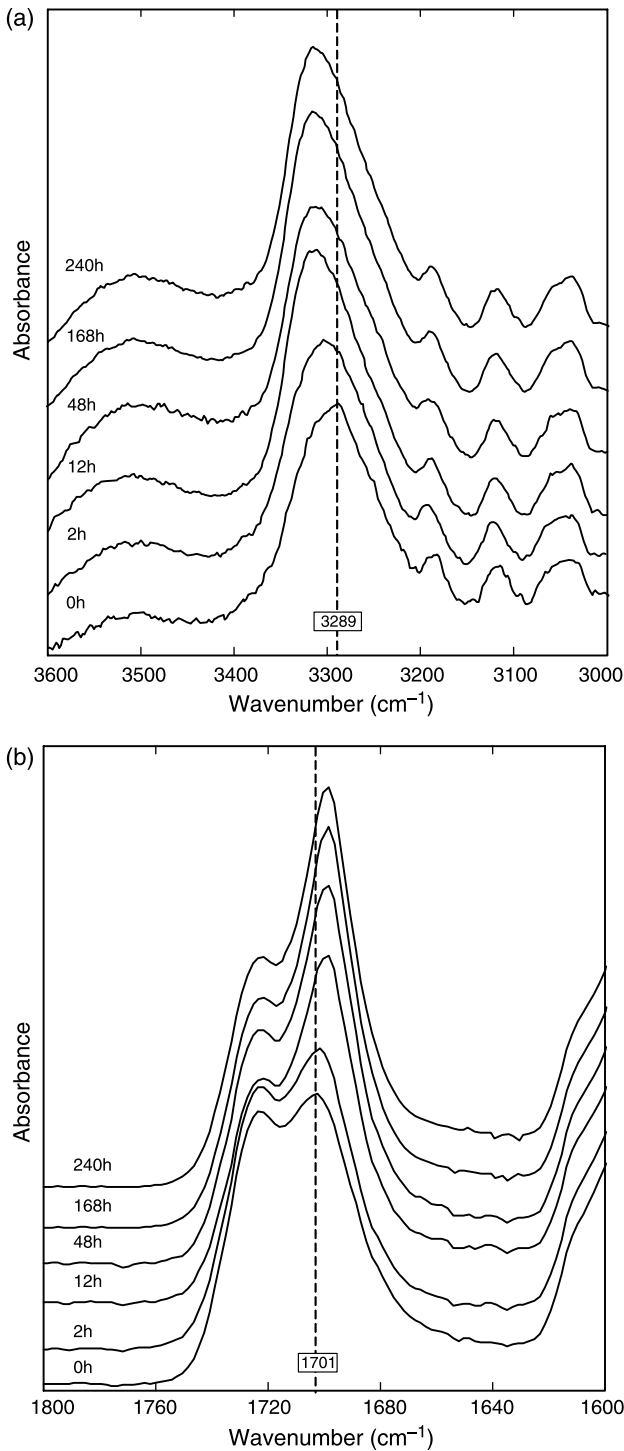 (a)
Absorbance
240h
168h
48h
12h
2h
0h
3289
3600 3500 3400 3300 3200 3100 3000
Wavenumber (cm⁻¹)
(b)
Absorbance
240h
168h
48h
12h
2h
0h
1701
1800 1760 1720 1680 1640 1600
Wavenumber (cm⁻¹)